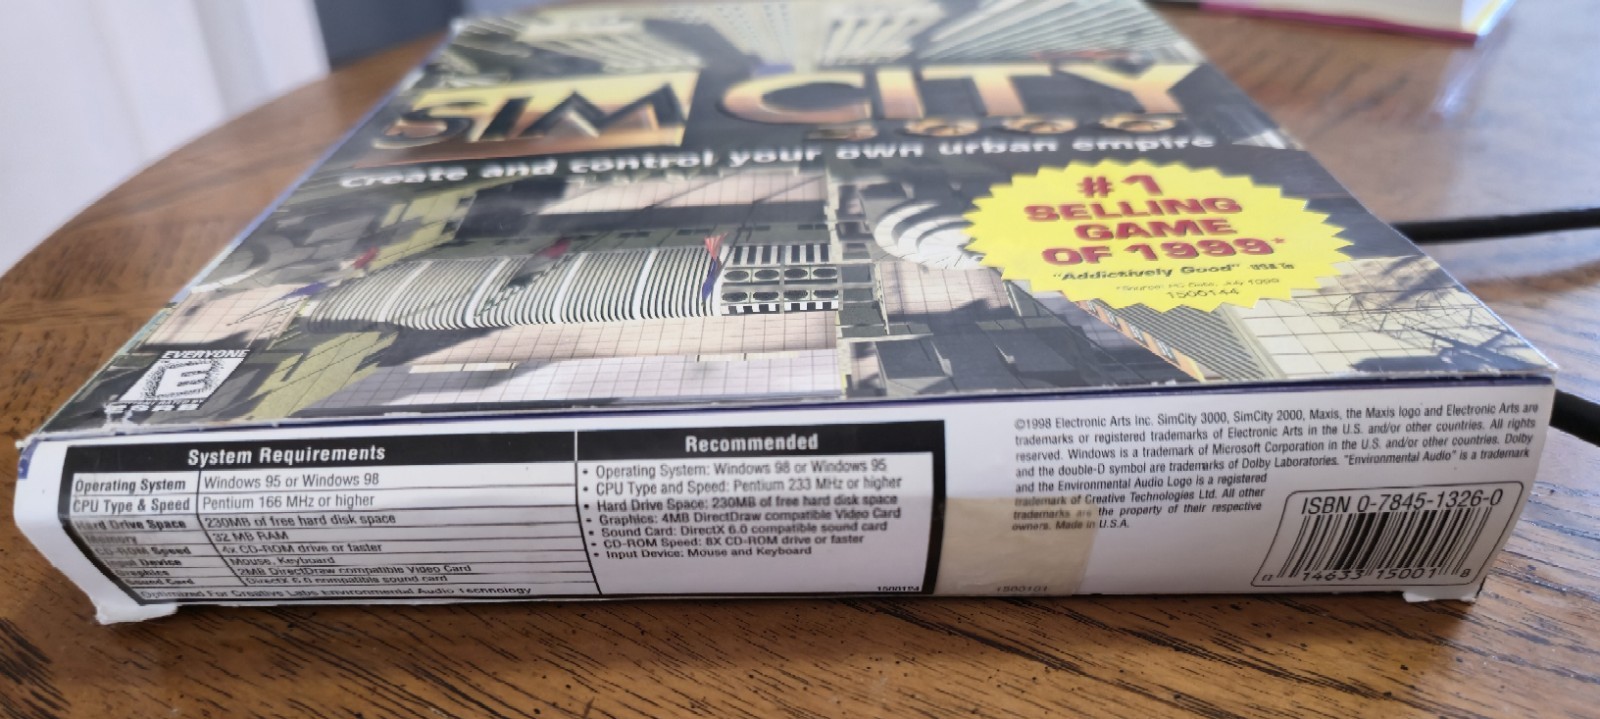 SIMCITY
3000
Create and control your own urban empire
#1
SELLING
GAME
OF 1999*
"Addictively Good"
*Source: PC Data, July 1999
1500144
EVERYONE
E
ESRB
System Requirements
Operating System Windows 95 or Windows 98
CPU Type & Speed Pentium 166 MHz or higher
Hard Drive Space 230MB of free hard disk space
Memory 32 MB RAM
CD-ROM Speed 4x CD-ROM drive or faster
Input Device Mouse, Keyboard
Graphics 2MB DirectDraw compatible Video Card
Sound Card DirectX 6.0 compatible sound card
Optimized For Creative Labs Environmental Audio Technology
Recommended
• Operating System: Windows 98 or Windows 95
• CPU Type and Speed: Pentium 233 MHz or higher
• Hard Drive Space: 230MB of free hard disk space
• Graphics: 4MB DirectDraw compatible Video Card
• Sound Card: DirectX 6.0 compatible sound card
• CD-ROM Speed: 8X CD-ROM drive or faster
• Input Device: Mouse and Keyboard
©1998 Electronic Arts Inc. SimCity 3000, SimCity 2000, Maxis, the Maxis logo and Electronic Arts are
trademarks or registered trademarks of Electronic Arts in the U.S. and/or other countries. All rights
reserved. Windows is a trademark of Microsoft Corporation in the U.S. and/or other countries. Dolby
and the double-D symbol are trademarks of Dolby Laboratories. "Environmental Audio" is a trademark
and the Environmental Audio Logo is a registered
trademark of Creative Technologies Ltd. All other
trademarks are the property of their respective
owners. Made in U.S.A.
1500101
ISBN 0-7845-1326-0
14633 15001 8